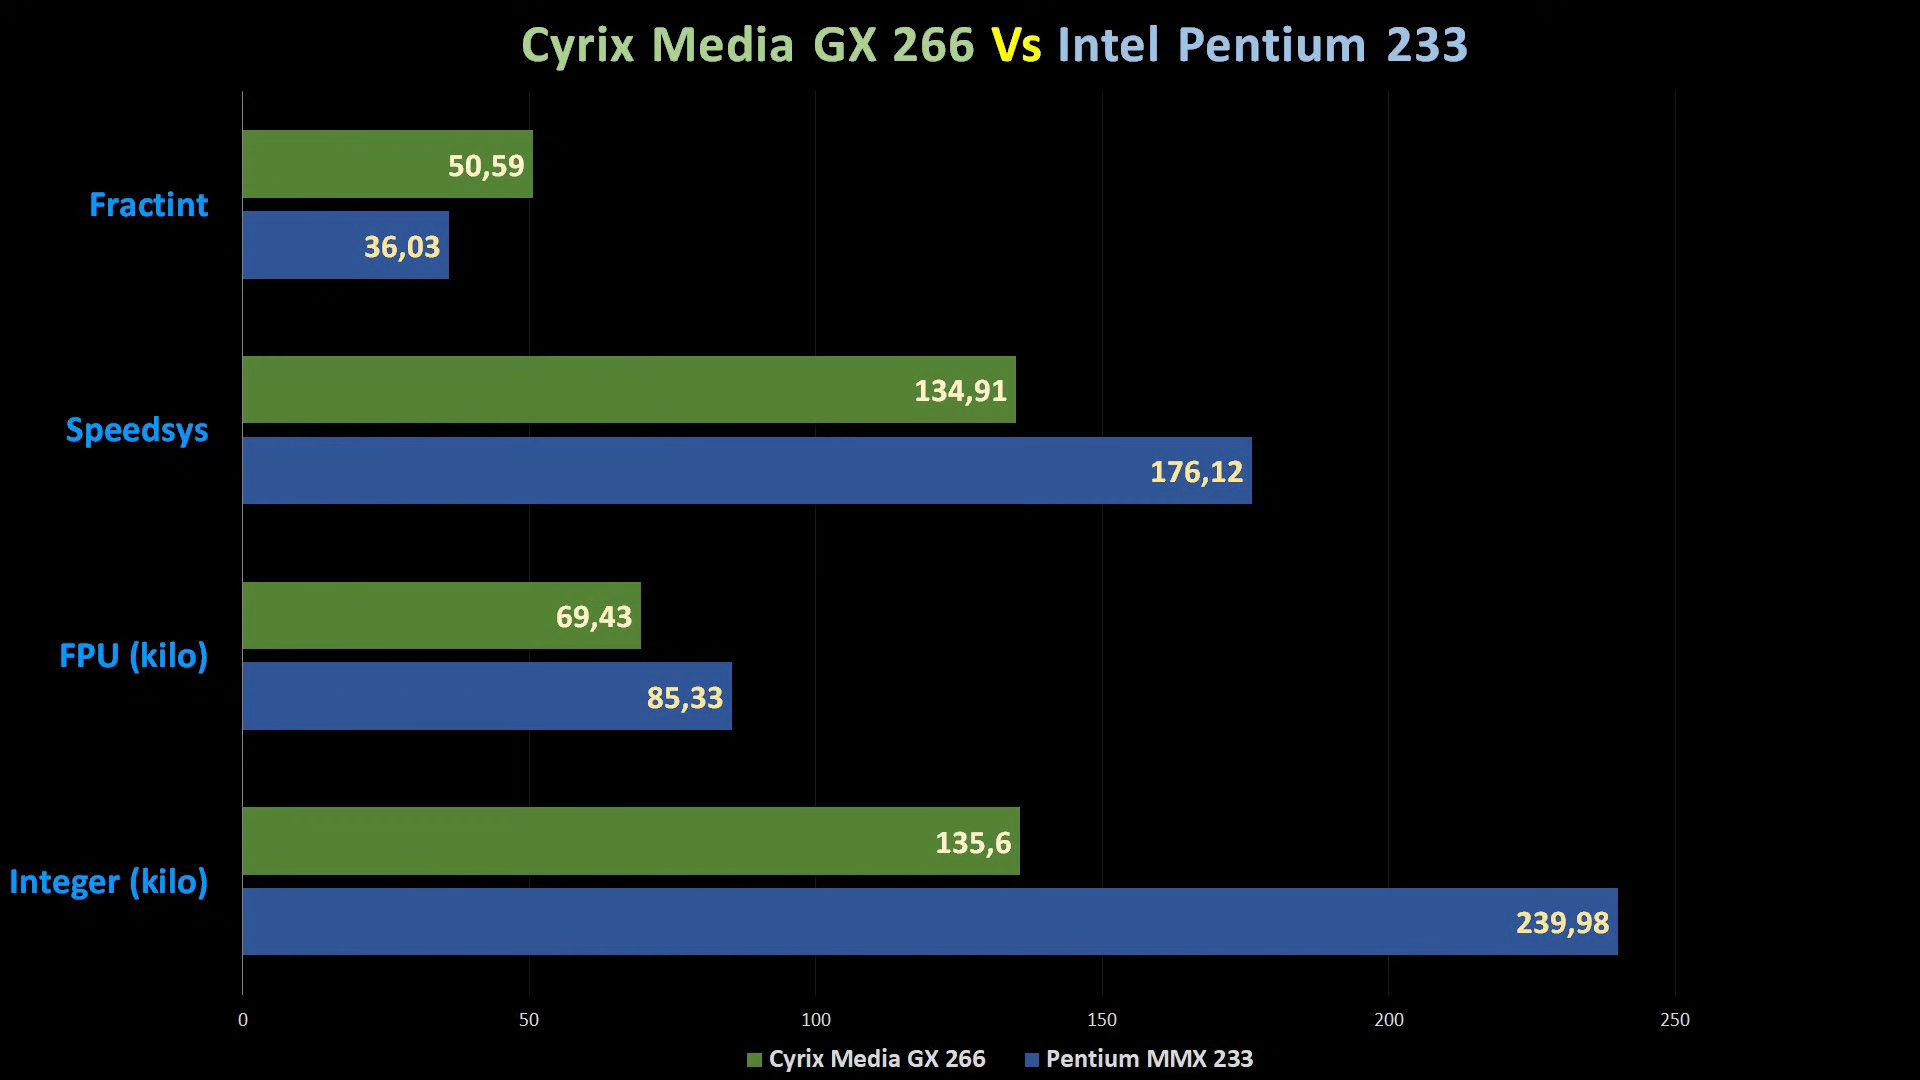 Cyrix Media GX 266 Vs Intel Pentium 233
Fractint
50,59
36,03
Speedsys
134,91
176,12
FPU (kilo)
69,43
85,33
Integer (kilo)
135,6
239,98
0 50 100 150 200 250
Cyrix Media GX 266 Pentium MMX 233